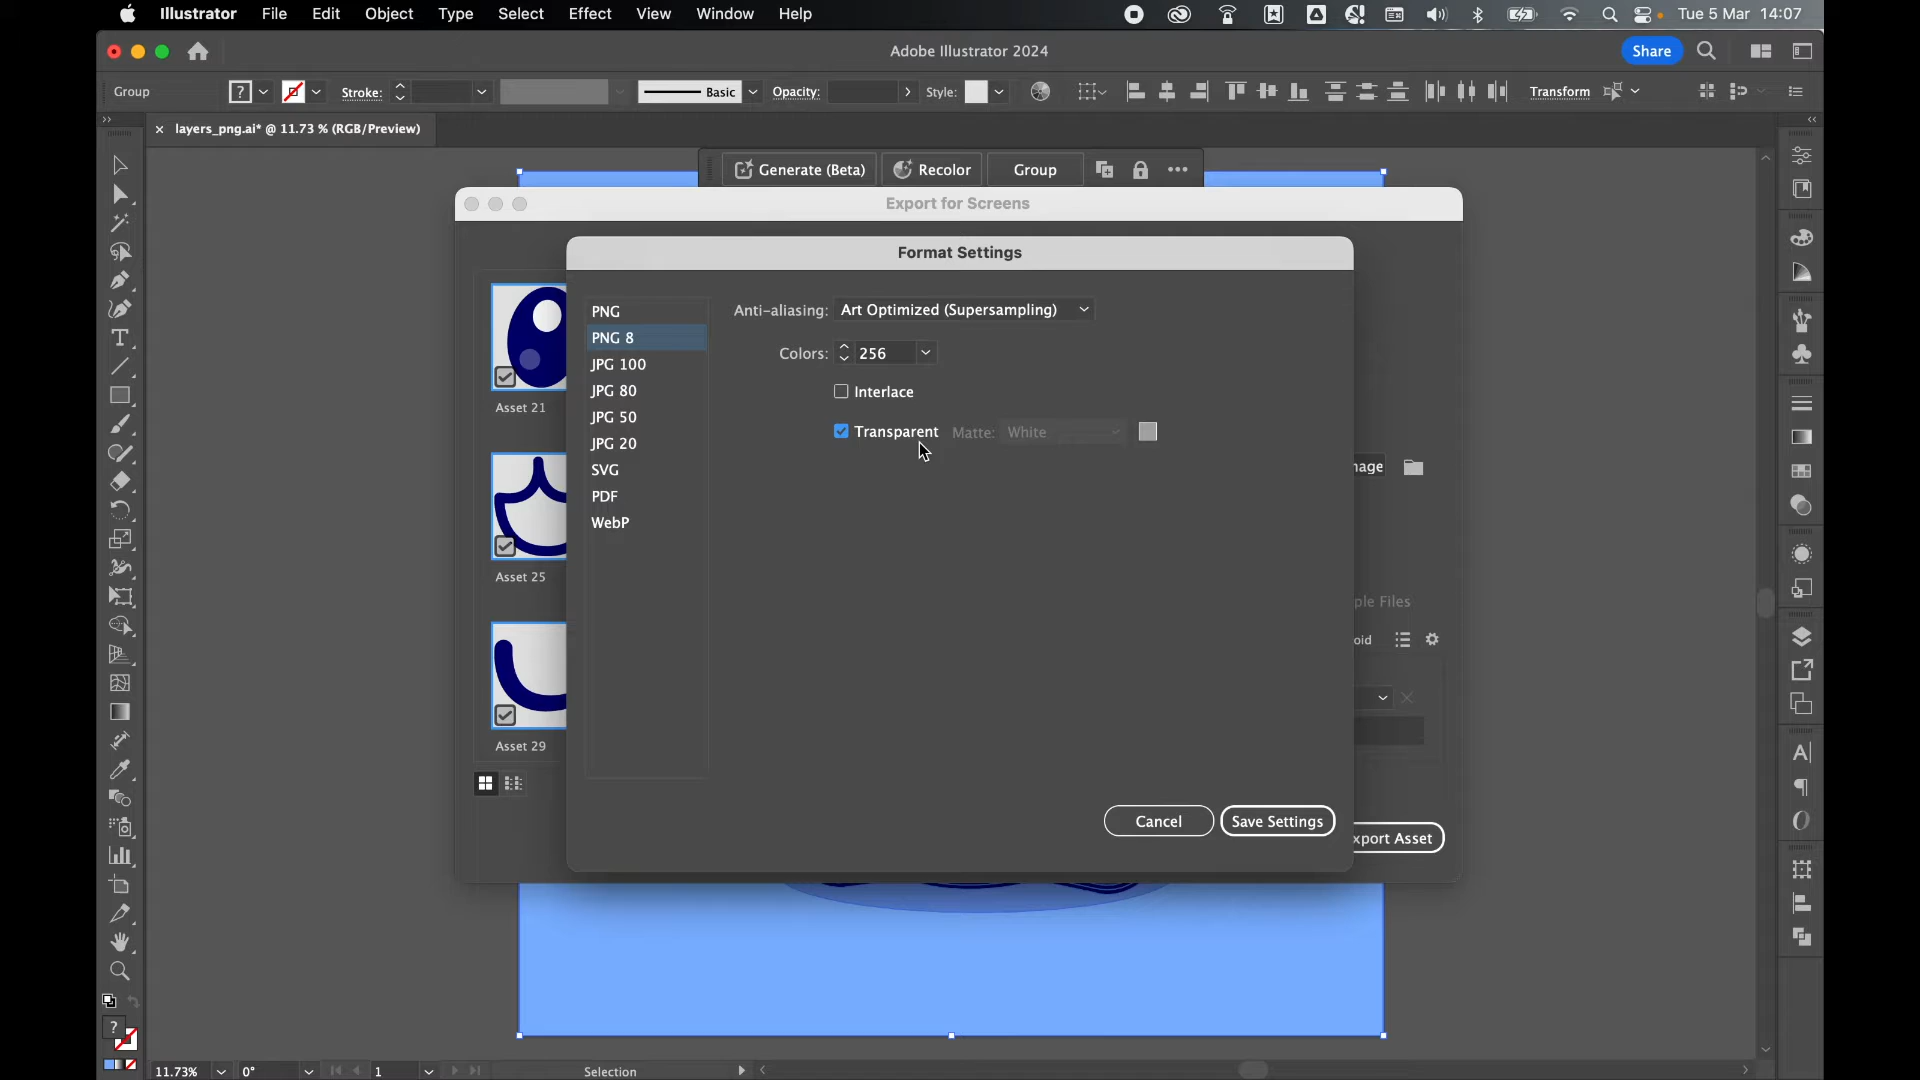 Illustrator File Edit Object Type Select Effect View Window Help Tue 5 Mar 14:07
Adobe Illustrator 2024 Share
Group ? Stroke: Basic Opacity: Style: Transform
× layers_png.ai* @ 11.73 % (RGB/Preview)
Generate (Beta) Recolor Group
Export for Screens
Format Settings
PNG
PNG 8
JPG 100
JPG 80
JPG 50
JPG 20
SVG
PDF
WebP
Anti-aliasing: Art Optimized (Supersampling)
Colors: 256
Interlace
Transparent Matte: White
Asset 21
Asset 25
Asset 29
Cancel Save Settings
xport Asset
11.73% 0° 1 Selection